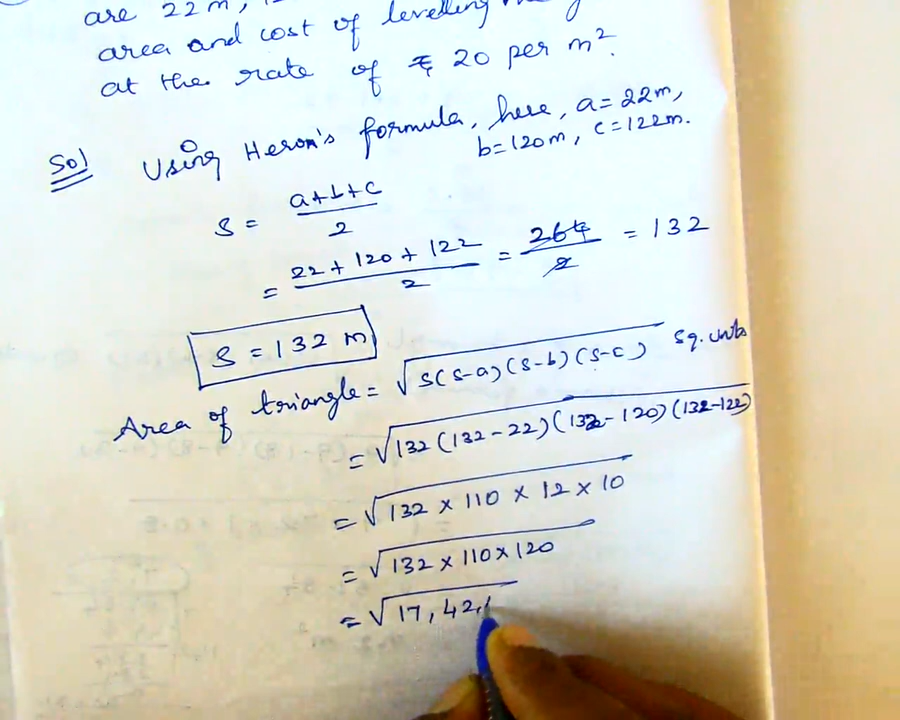 are 22m,
area and cost of levelling
at the rate of ₹ 20 per m².
Sol Using Heron's formula, here, a = 22m,
b = 120m, c = 122m.
S = a+b+c / 2
= 22 + 120 + 122 / 2 = 264 / 2 = 132
S = 132 m
Area of triangle = √S(S-a)(S-b)(S-c) Sq. units
= √132(132-22)(132-120)(132-122)
= √132 × 110 × 12 × 10
= √132 × 110 × 120
= √17,42,